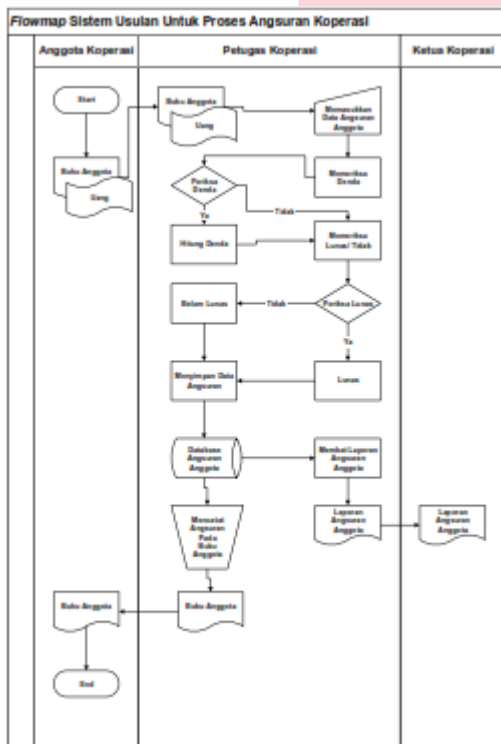 Flowmap Sistem Usulan Untuk Proses Angsuran Koperasi
Anggota Koperasi
Petugas Koperasi
Ketua Koperasi
Start
Buku Anggota
Uang
Buku Anggota
Uang
Memasukkan
Data Angsuran
Anggota
Periksa
Denda
Memeriksa
Denda
Tidak
Ya
Hitung Denda
Memeriksa
Lunas/ Tidak
Belum Lunas
Tidak
Periksa Lunas
Ya
Menyimpan Data
Angsuran
Lunas
Database
Angsuran
Anggota
Membuat Laporan
Angsuran
Anggota
Mencatat
Angsuran
Pada
Buku
Anggota
Laporan
Angsuran
Anggota
Laporan
Angsuran
Anggota
Buku Anggota
Buku Anggota
End